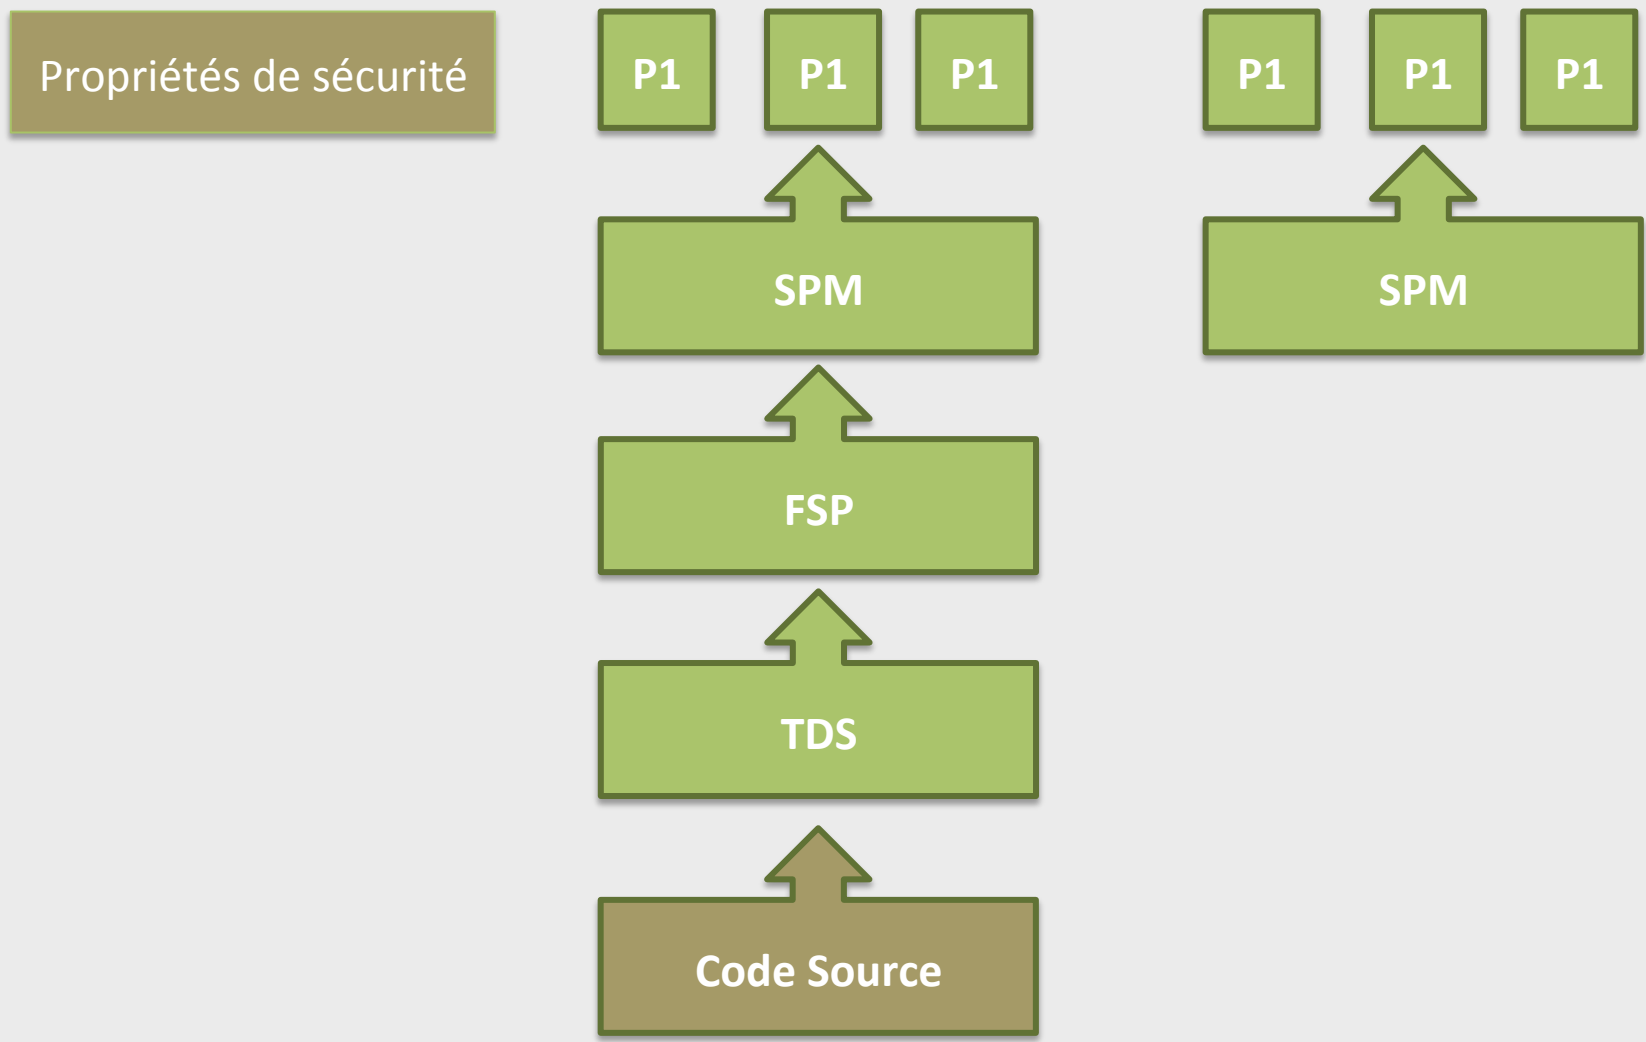 Propriétés de sécurité
P1 P1 P1 P1 P1 P1
SPM SPM
FSP
TDS
Code Source